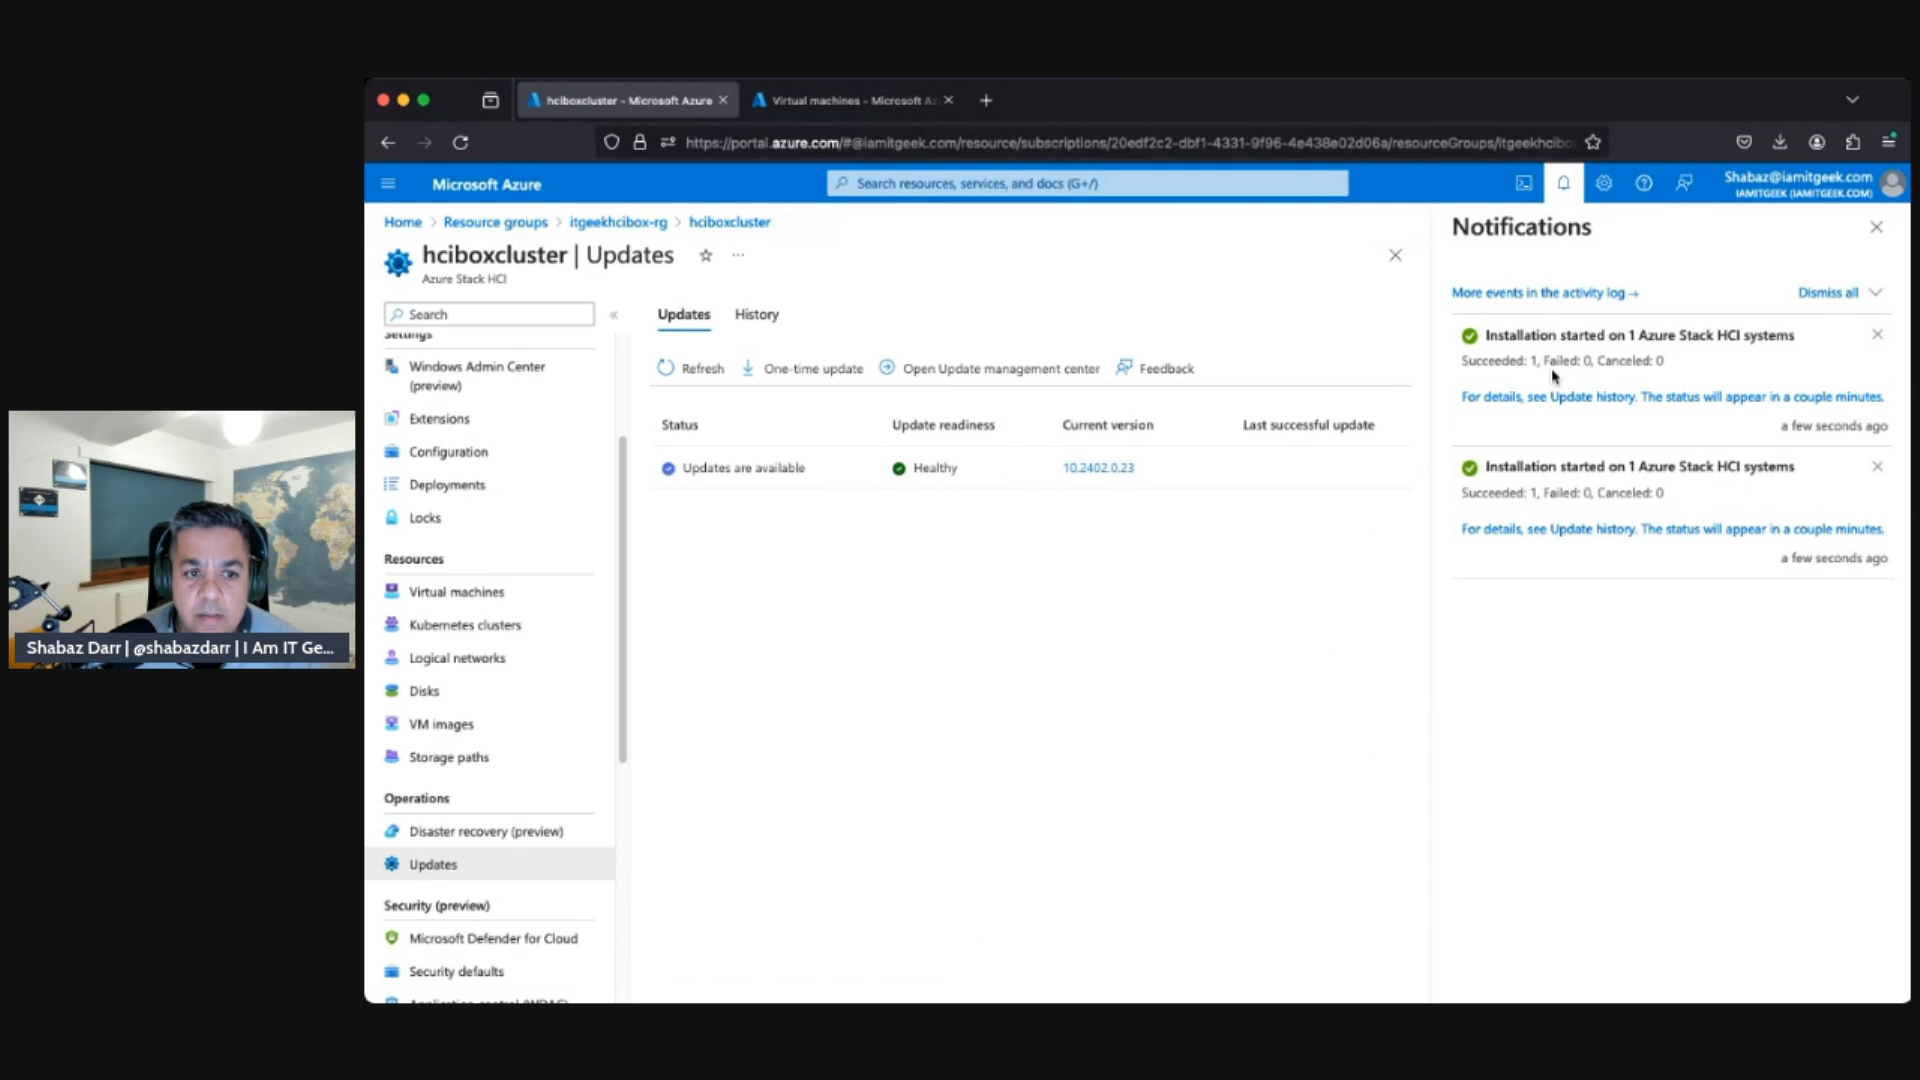 hciboxcluster - Microsoft Azure
Virtual machines - Microsoft Az
https://portal.azure.com/#@iamitgeek.com/resource/subscriptions/20edf2c2-dbf1-4331-9f96-4e438e02d06a/resourceGroups/itgeekhcibo
Microsoft Azure
Search resources, services, and docs (G+/)
Shabaz@iamitgeek.com
IAMITGEEK (IAMITGEEK.COM)
Home > Resource groups > itgeekhcibox-rg > hciboxcluster
hciboxcluster | Updates
Azure Stack HCI
Search
Settings
Windows Admin Center
(preview)
Extensions
Configuration
Deployments
Locks
Resources
Virtual machines
Kubernetes clusters
Logical networks
Disks
VM images
Storage paths
Operations
Disaster recovery (preview)
Updates
Security (preview)
Microsoft Defender for Cloud
Security defaults
Application control (WDAC)
Updates History
Refresh One-time update Open Update management center Feedback
Status Update readiness Current version Last successful update
Updates are available Healthy 10.2402.0.23
Notifications
More events in the activity log → Dismiss all
Installation started on 1 Azure Stack HCI systems
Succeeded: 1, Failed: 0, Canceled: 0
For details, see Update history. The status will appear in a couple minutes.
a few seconds ago
Installation started on 1 Azure Stack HCI systems
Succeeded: 1, Failed: 0, Canceled: 0
For details, see Update history. The status will appear in a couple minutes.
a few seconds ago
Shabaz Darr | @shabazdarr | I Am IT Ge...